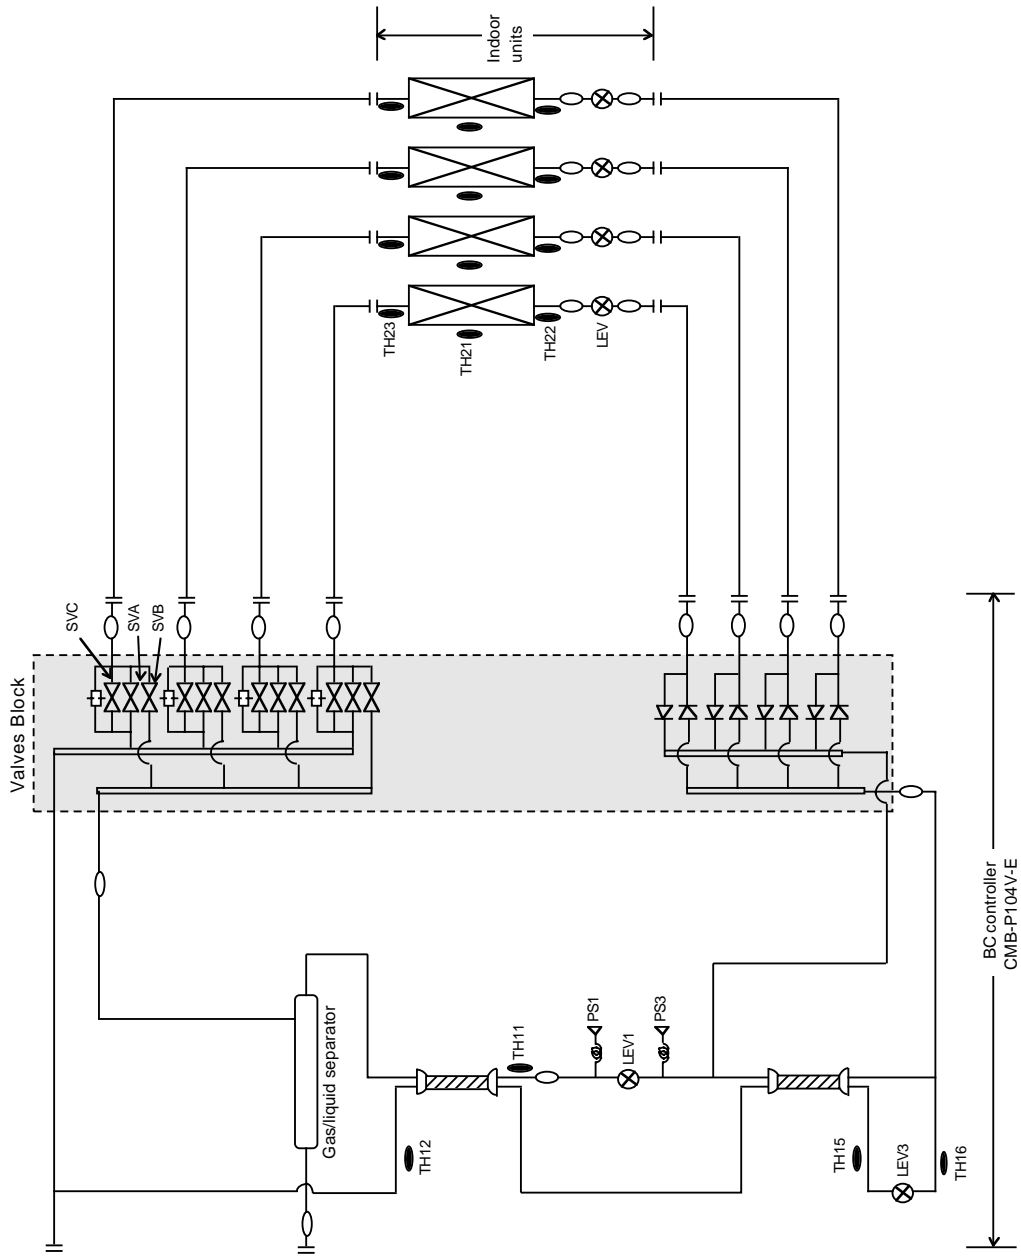 Indoor
units
TH23
TH21
TH22
LEV
SVC
SVA
SVB
Valves Block
BC controller
CMB-P104V-E
Gas/liquid separator
TH11
PS1
LEV1
PS3
TH12
TH15
LEV3
TH16